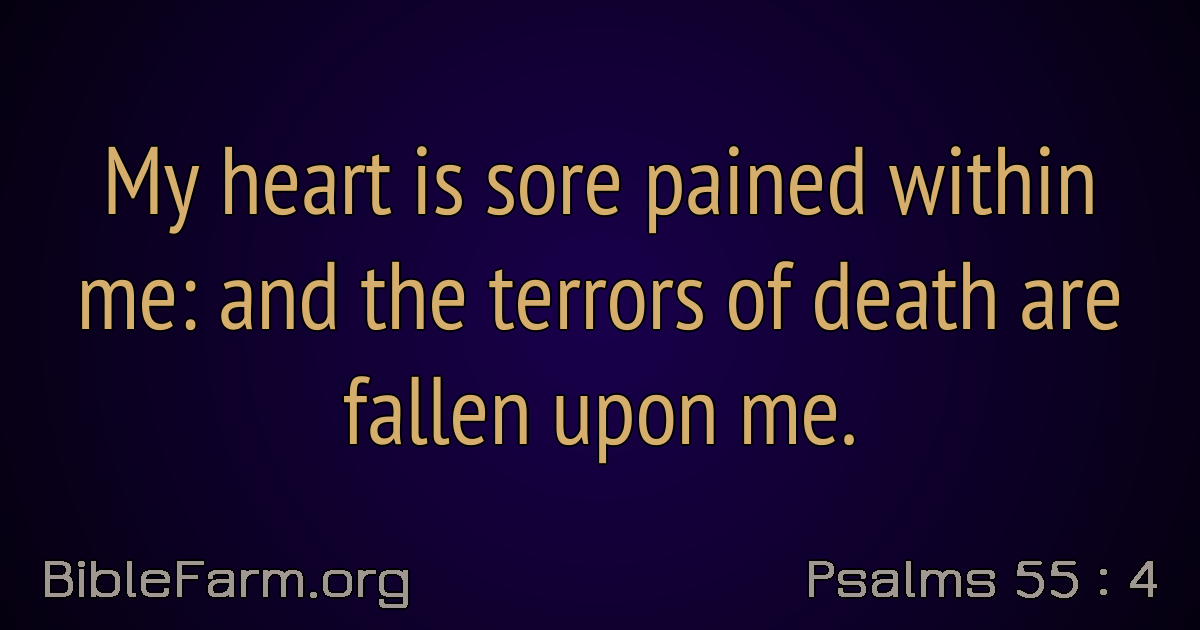 My heart is sore pained within
me: and the terrors of death are
fallen upon me.
BibleFarm.org
Psalms 55 : 4